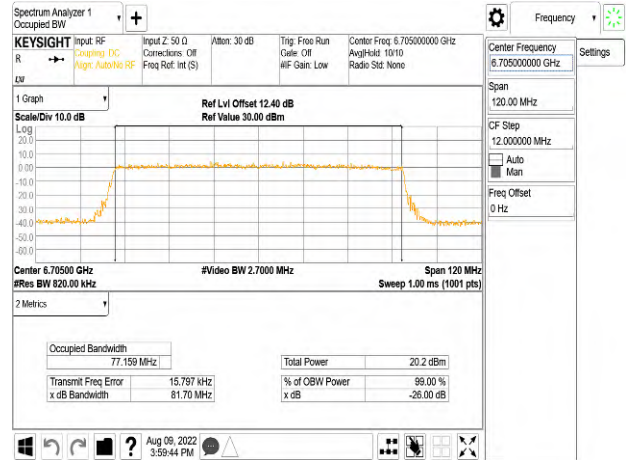 Spectrum Analyzer 1
Occupied BW
Frequency
KEYSIGHT
R
Input: RF
Coupling: DC
Align: Auto/No RF
Input Z: 50 Ω
Corrections: Off
Freq Ref: Int (S)
Atten: 30 dB
Trig: Free Run
Gate: Off
#IF Gain: Low
Center Freq: 6.705000000 GHz
Avg|Hold: 10/10
Radio Std: None
Center Frequency
6.705000000 GHz
Settings
Span
120.00 MHz
CF Step
12.000000 MHz
Auto
Man
Freq Offset
0 Hz
1 Graph
Scale/Div 10.0 dB
Ref Lvl Offset 12.40 dB
Ref Value 30.00 dBm
Log
20.0
10.0
0.00
-10.0
-20.0
-30.0
-40.0
-50.0
-60.0
Center 6.70500 GHz
#Video BW 2.7000 MHz
Span 120 MHz
#Res BW 820.00 kHz
Sweep 1.00 ms (1001 pts)
2 Metrics
Occupied Bandwidth
77.159 MHz
Total Power 20.2 dBm
Transmit Freq Error 15.797 kHz
% of OBW Power 99.00 %
x dB Bandwidth 81.70 MHz
x dB -26.00 dB
?
Aug 09, 2022
3:59:44 PM